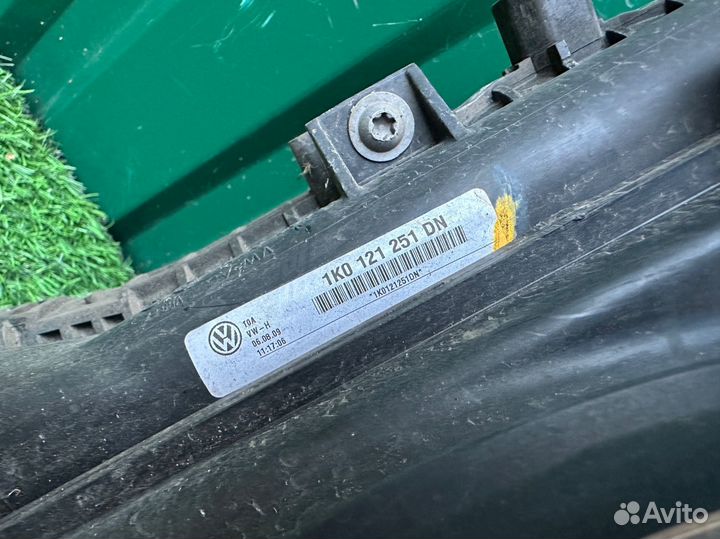 1K0 121 251 DN
*1K0121251DN*
TOA
VW-H
06.08.09
11:17:06
Avito